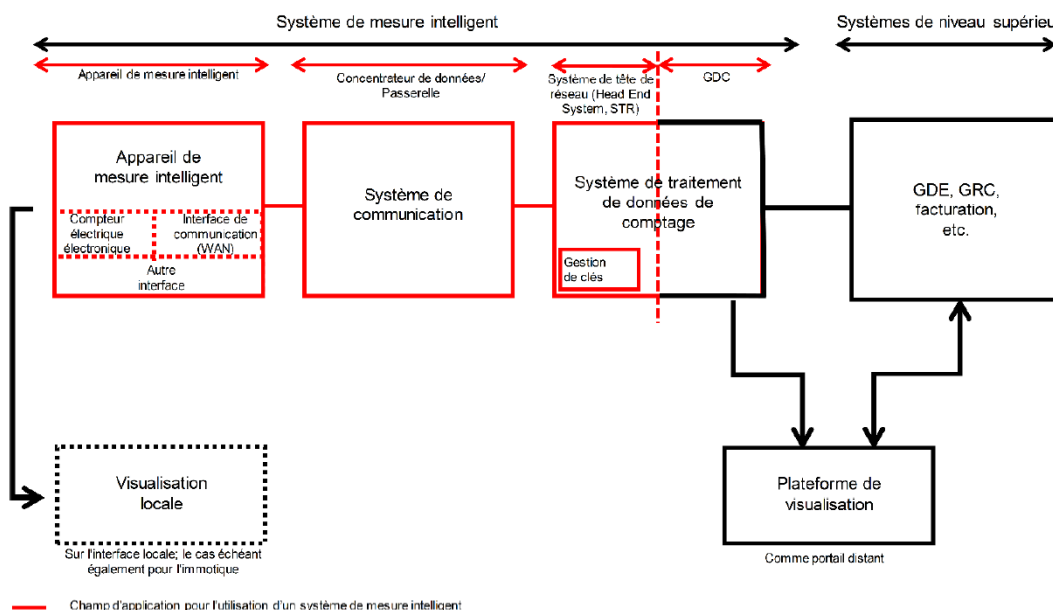 Système de mesure intelligent
Systèmes de niveau supérieur
Appareil de mesure intelligent
Concentrateur de données/
Passerelle
Système de tête de
réseau (Head End
System, STR)
GDC
Appareil de
mesure intelligent
Compteur
électrique
électronique
Interface de
communication
(WAN)
Autre
interface
Système de
communication
Système de traitement
de données de
comptage
Gestion
de clés
GDE, GRC,
facturation,
etc.
Visualisation
locale
Sur l'interface locale; le cas échéant
également pour l'immotique
Plateforme de
visualisation
Comme portail distant
Champ d'application pour l'utilisation d'un système de mesure intelligent